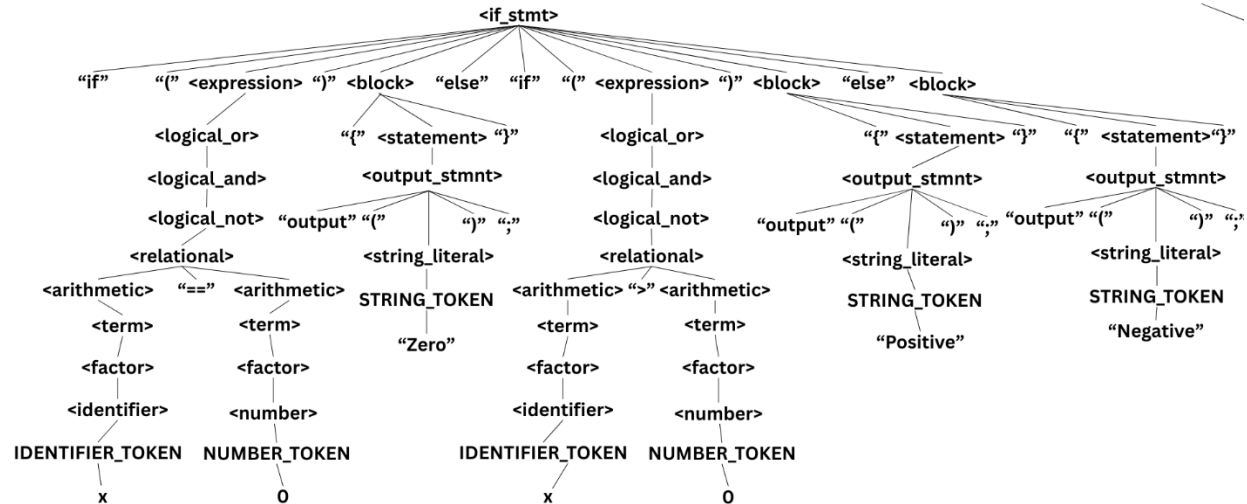 <if_stmt>
“if” “(” <expression> “)” <block> “else” “if” “(” <expression> “)” <block> “else” <block>
<logical_or> “{” <statement> “}” <logical_or> “{” <statement> “}” “{” <statement> “}”
<logical_and> <output_stmnt> <logical_and> <output_stmnt> <output_stmnt>
<logical_not> “output” “(” “)” “;” <logical_not> “output” “(” “)” “;” “output” “(” “)” “;”
<relational> <string_literal> <relational> <string_literal> <string_literal>
<arithmetic> “==” <arithmetic> STRING_TOKEN <arithmetic> “>” <arithmetic> STRING_TOKEN STRING_TOKEN
<term> <term> “Zero” <term> <term> “Positive” “Negative”
<factor> <factor> <factor> <factor>
<identifier> <number> <identifier> <number>
IDENTIFIER_TOKEN NUMBER_TOKEN IDENTIFIER_TOKEN NUMBER_TOKEN
x 0 x 0